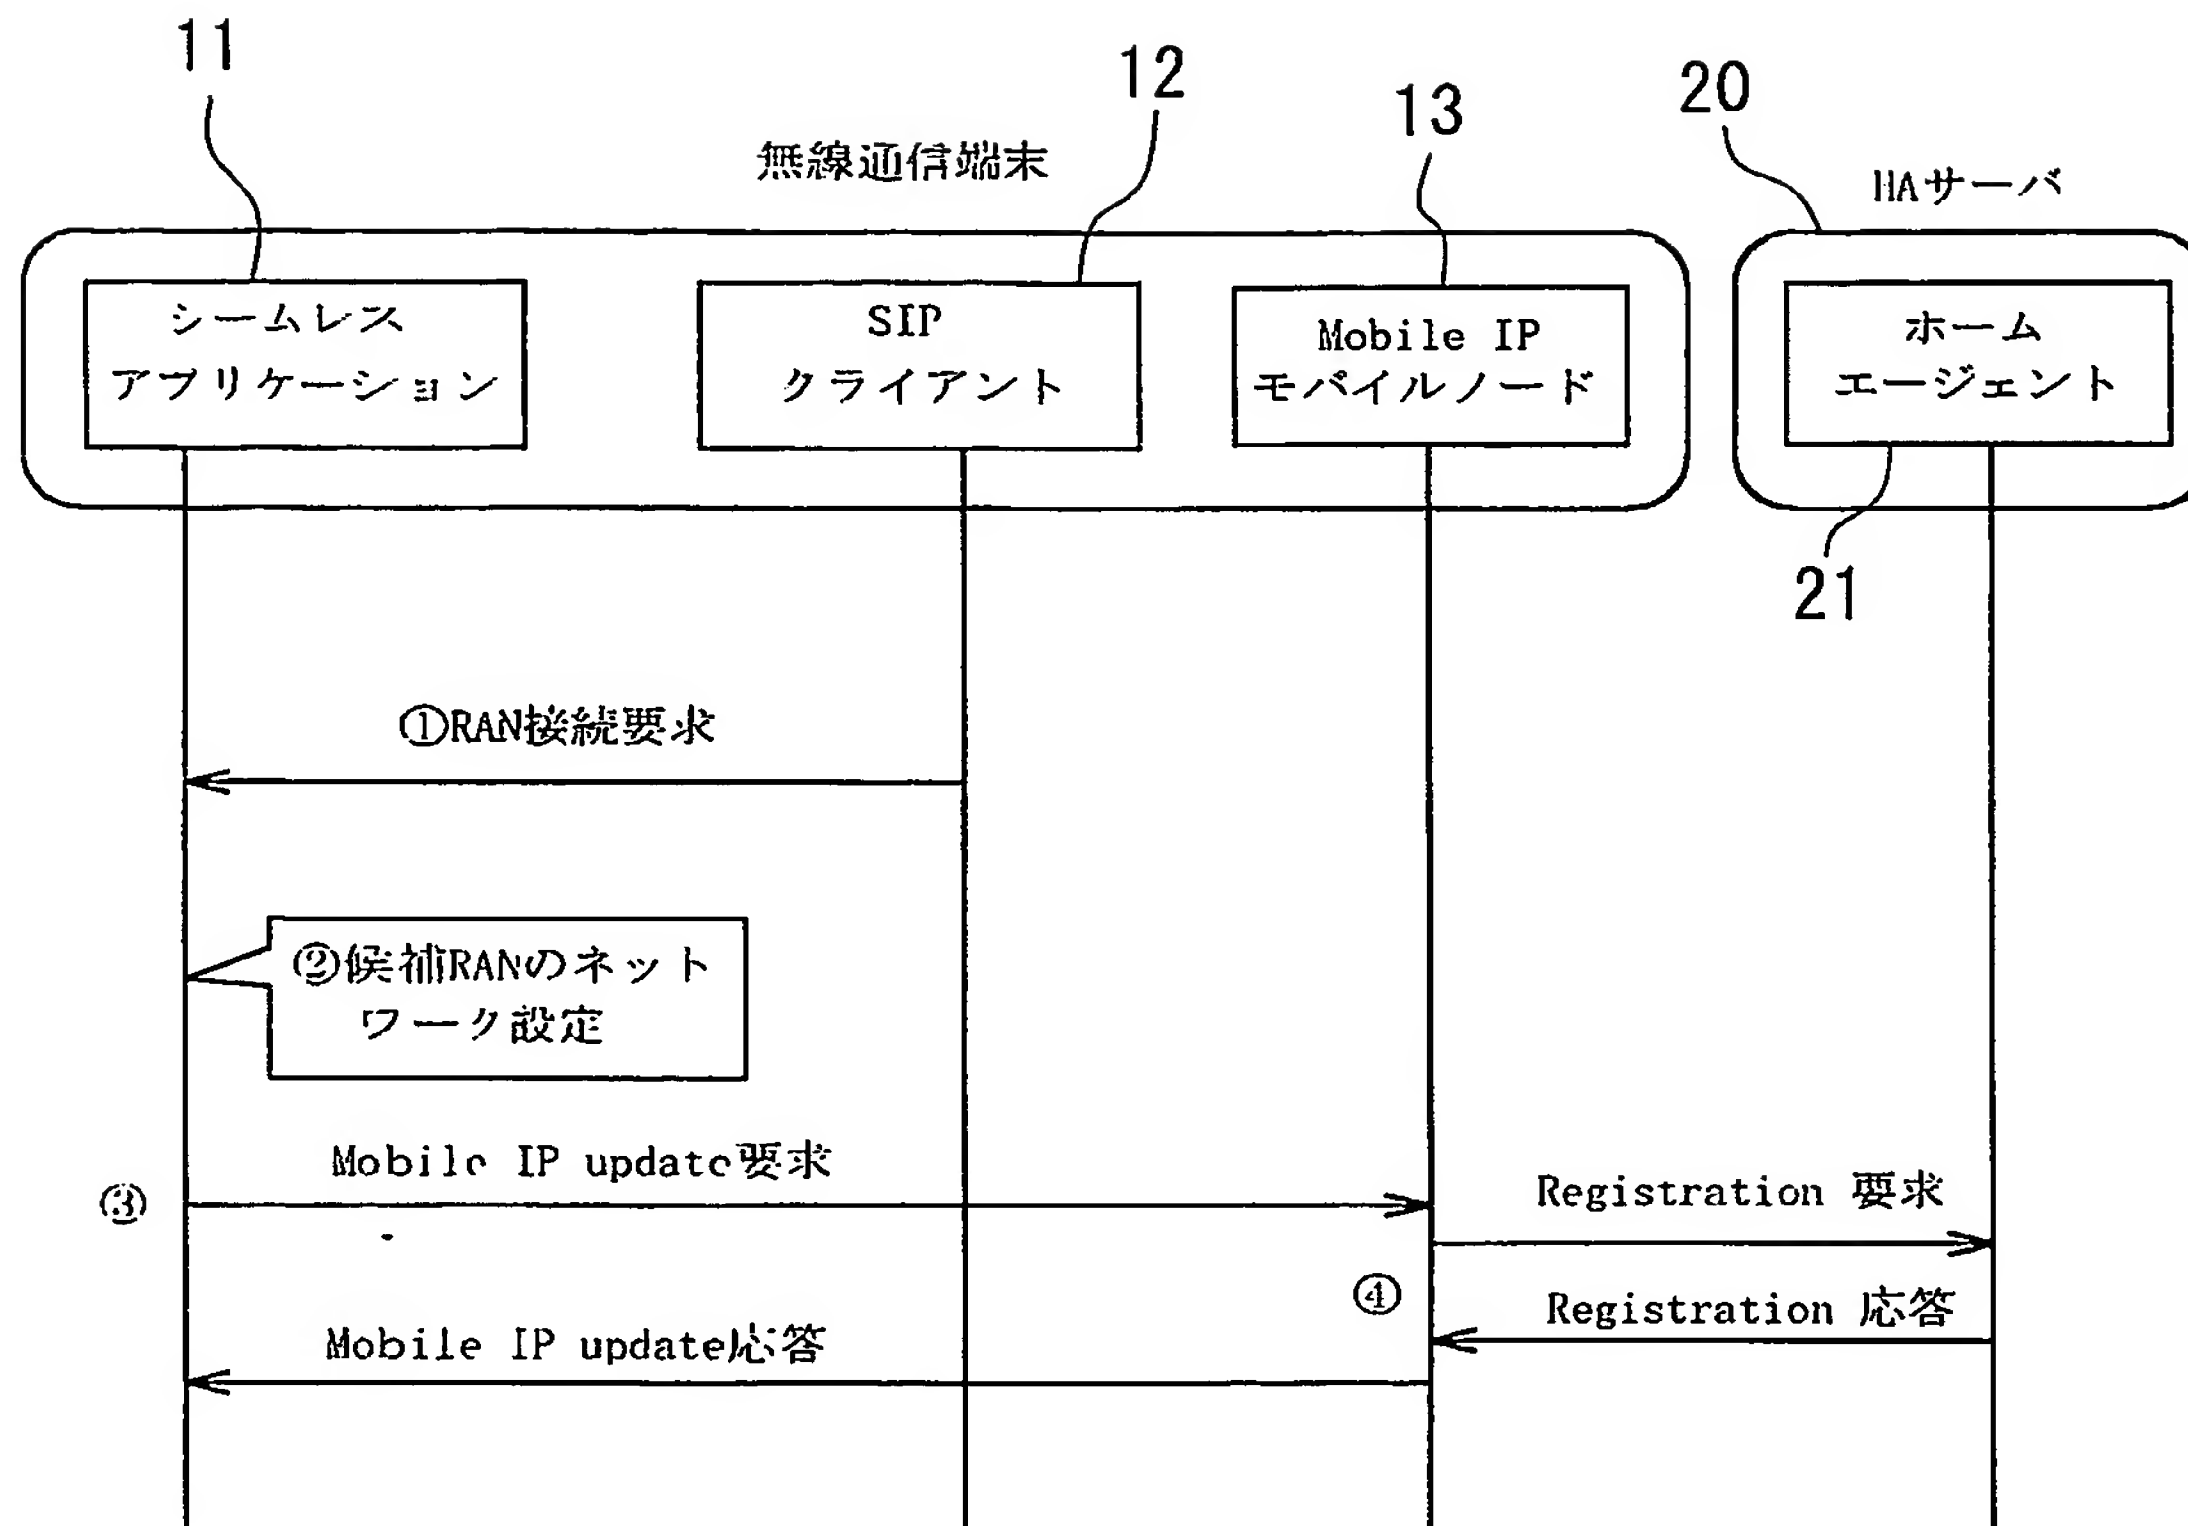 11
12
13
20
無線通信端末
HAサーバ
シームレス
アプリケーション
SIP
クライアント
Mobile IP
モバイルノード
ホーム
エージェント
21
①RAN接続要求
②候補RANのネット
ワーク設定
Mobile IP update要求
③
Registration 要求
④
Registration 応答
Mobile IP update応答